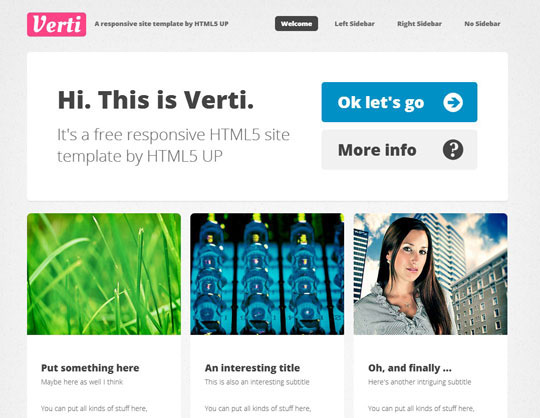 Verti
A responsive site template by HTML5 UP
Welcome
Left Sidebar
Right Sidebar
No Sidebar
Hi. This is Verti.
It's a free responsive HTML5 site
template by HTML5 UP
Ok let's go
More info
?
Put something here
Maybe here as well I think
You can put all kinds of stuff here,
An interesting title
This is also an interesting subtitle
You can put all kinds of stuff here,
Oh, and finally ...
Here's another intriguing subtitle
You can put all kinds of stuff here,